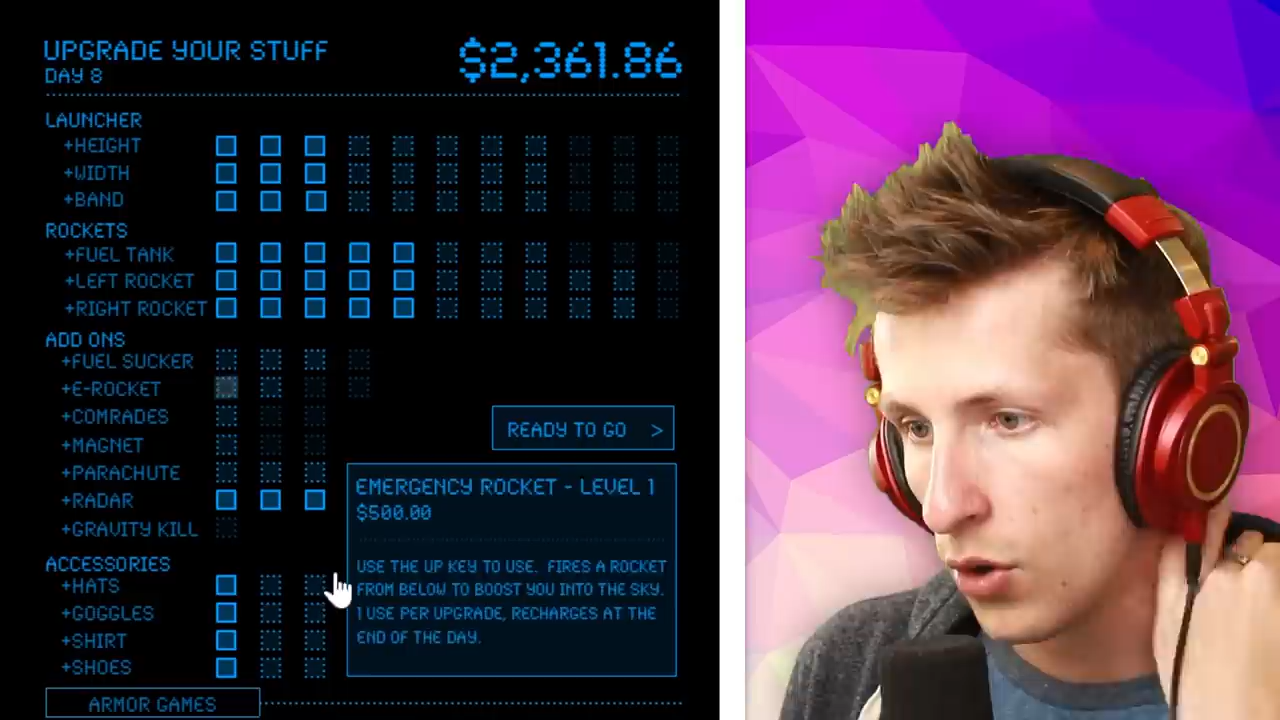 UPGRADE YOUR STUFF
DAY 8
$2,361.86
LAUNCHER
+HEIGHT
+WIDTH
+BAND
ROCKETS
+FUEL TANK
+LEFT ROCKET
+RIGHT ROCKET
ADD ONS
+FUEL SUCKER
+E-ROCKET
+COMRADES
+MAGNET
+PARACHUTE
+RADAR
+GRAVITY KILL
READY TO GO >
EMERGENCY ROCKET - LEVEL 1
$500.00
USE THE UP KEY TO USE. FIRES A ROCKET
FROM BELOW TO BOOST YOU INTO THE SKY.
1 USE PER UPGRADE, RECHARGES AT THE
END OF THE DAY.
ACCESSORIES
+HATS
+GOGGLES
+SHIRT
+SHOES
ARMOR GAMES